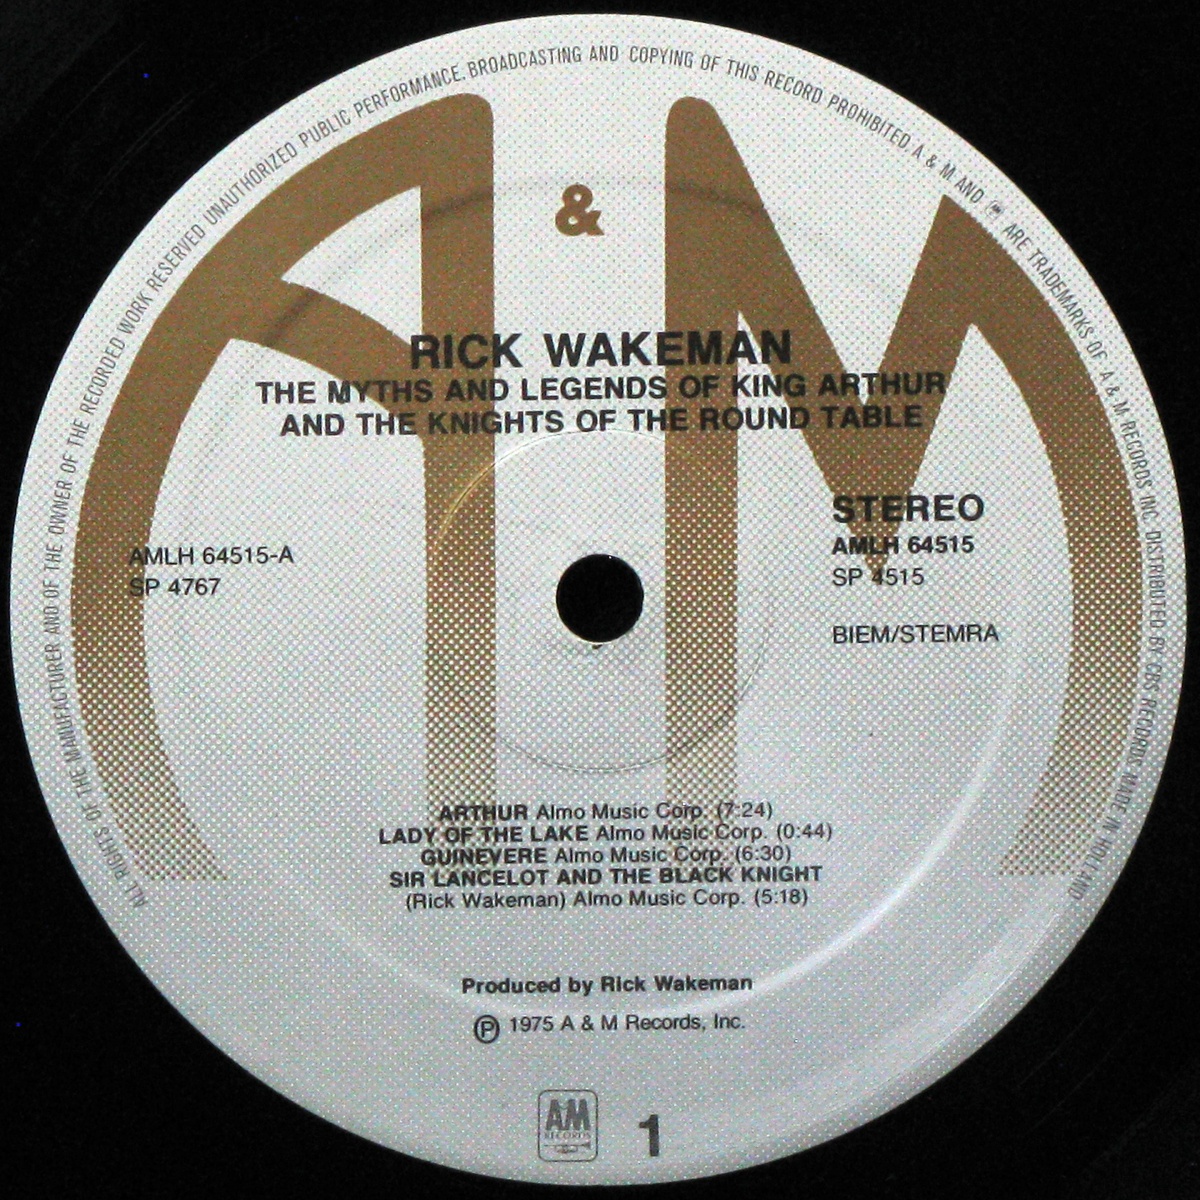 ALL RIGHTS OF THE MANUFACTURER AND OF THE OWNER OF THE RECORDED WORK RESERVED UNAUTHORIZED PUBLIC PERFORMANCE. BROADCASTING AND COPYING OF THIS RECORD PROHIBITED A & M AND ARE TRADEMARKS OF A & M RECORDS INC. DISTRIBUTED BY CBS RECORDS MADE IN HOLLAND
A & M
RICK WAKEMAN
THE MYTHS AND LEGENDS OF KING ARTHUR
AND THE KNIGHTS OF THE ROUND TABLE
AMLH 64515-A
SP 4767
STEREO
AMLH 64515
SP 4515
BIEM/STEMRA
ARTHUR Almo Music Corp. (7:24)
LADY OF THE LAKE Almo Music Corp. (0:44)
GUINEVERE Almo Music Corp. (6:30)
SIR LANCELOT AND THE BLACK KNIGHT
(Rick Wakeman) Almo Music Corp. (5:18)
Produced by Rick Wakeman
℗ 1975 A & M Records, Inc.
AM
RECORDS
1